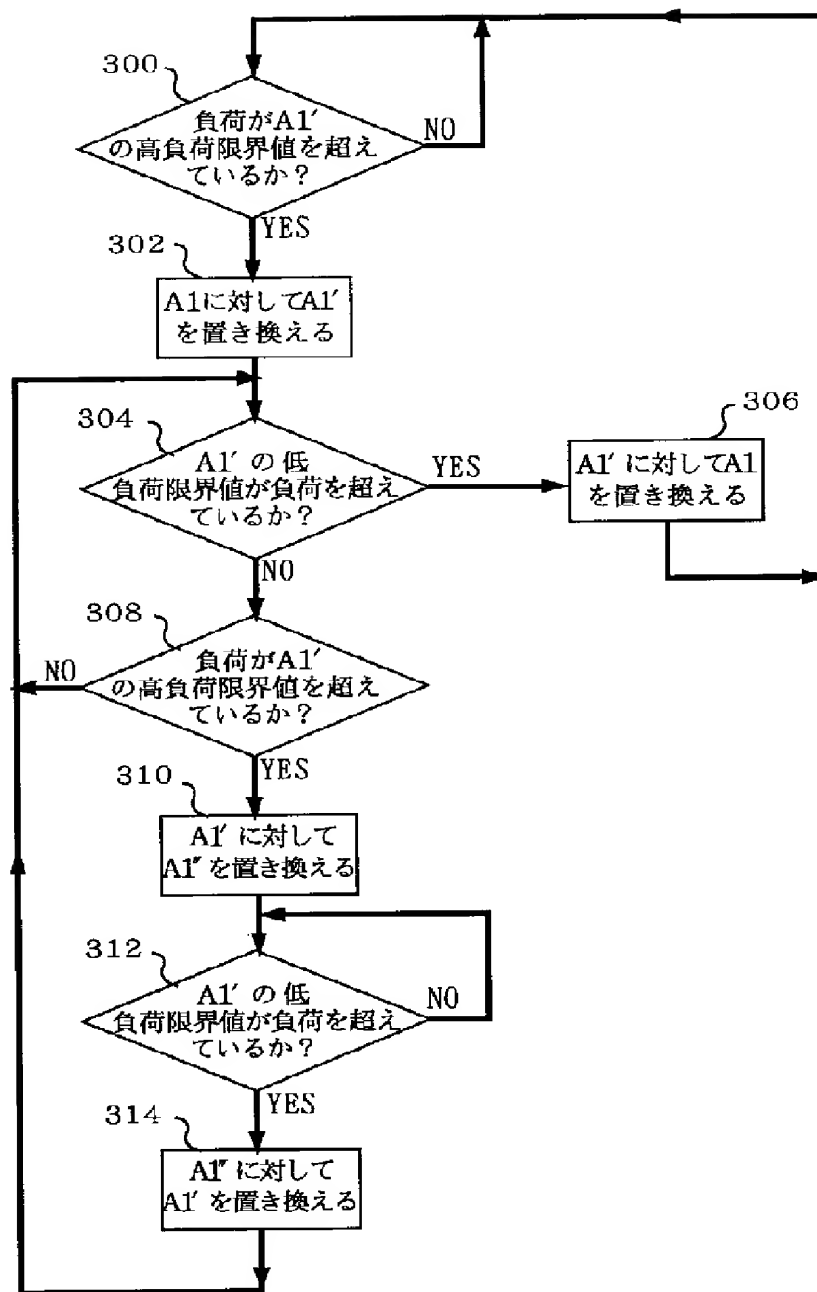 300
負荷がA1′
の高負荷限界値を超え
ているか？
NO
YES
302
A1に対してA1′
を置き換える
304
A1′ の低
負荷限界値が負荷を超え
ているか？
YES
NO
306
A1′ に対してA1
を置き換える
308
負荷がA1′
の高負荷限界値を超え
ているか？
NO
YES
310
A1′ に対して
A1″ を置き換える
312
A1′ の低
負荷限界値が負荷を超え
ているか？
NO
YES
314
A1″ に対して
A1′ を置き換える